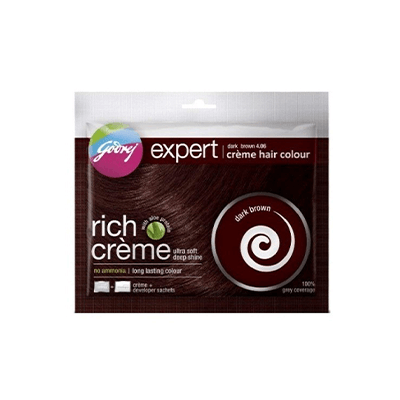 Godrej
expert
dark brown 4.06
crème hair colour
rich
crème
with aloe protein
ultra soft
deep shine
dark brown
no ammonia | long lasting colour
crème +
developer sachets
100%
grey coverage